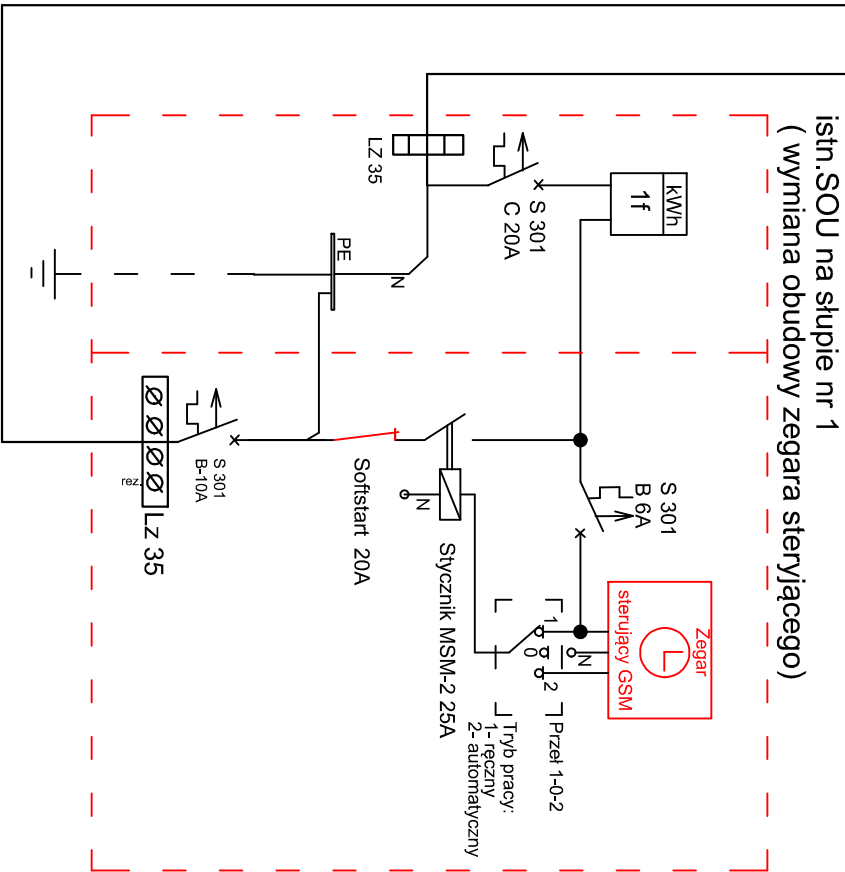 istn.SOU na słupie nr 1
( wymiana obudowy zegara steryjącego)
kWh
1f
S 301
C 20A
LZ 35
PE
N
S 301
B 6A
Zegar
sterujący GSM
1
0
2
N
Przeł 1-0-2
Tryb pracy:
1- ręczny
2- automatyczny
Stycznik MSM-2 25A
N
Softstart 20A
S 301
B-10A
rez.
Lz 35